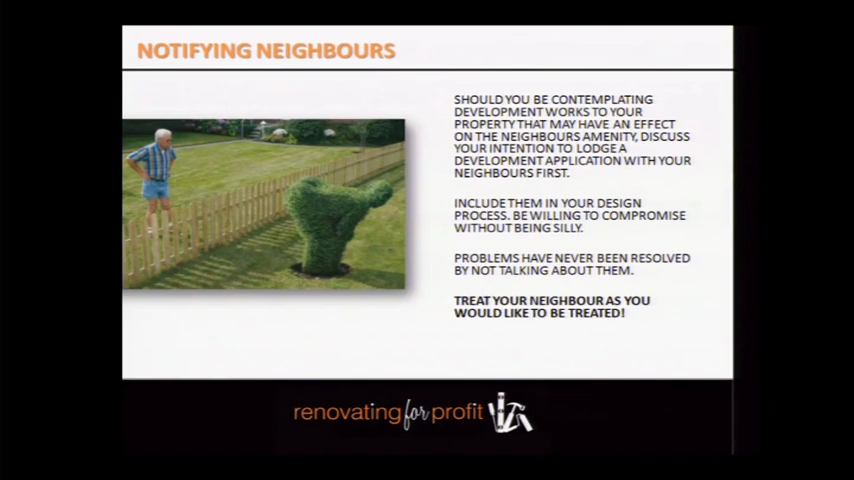 NOTIFYING NEIGHBOURS
SHOULD YOU BE CONTEMPLATING
DEVELOPMENT WORKS TO YOUR
PROPERTY THAT MAY HAVE AN EFFECT
ON THE NEIGHBOURS AMENITY, DISCUSS
YOUR INTENTION TO LODGE A
DEVELOPMENT APPLICATION WITH YOUR
NEIGHBOURS FIRST.
INCLUDE THEM IN YOUR DESIGN
PROCESS. BE WILLING TO COMPROMISE
WITHOUT BEING SILLY.
PROBLEMS HAVE NEVER BEEN RESOLVED
BY NOT TALKING ABOUT THEM.
TREAT YOUR NEIGHBOUR AS YOU
WOULD LIKE TO BE TREATED!
renovating for profit